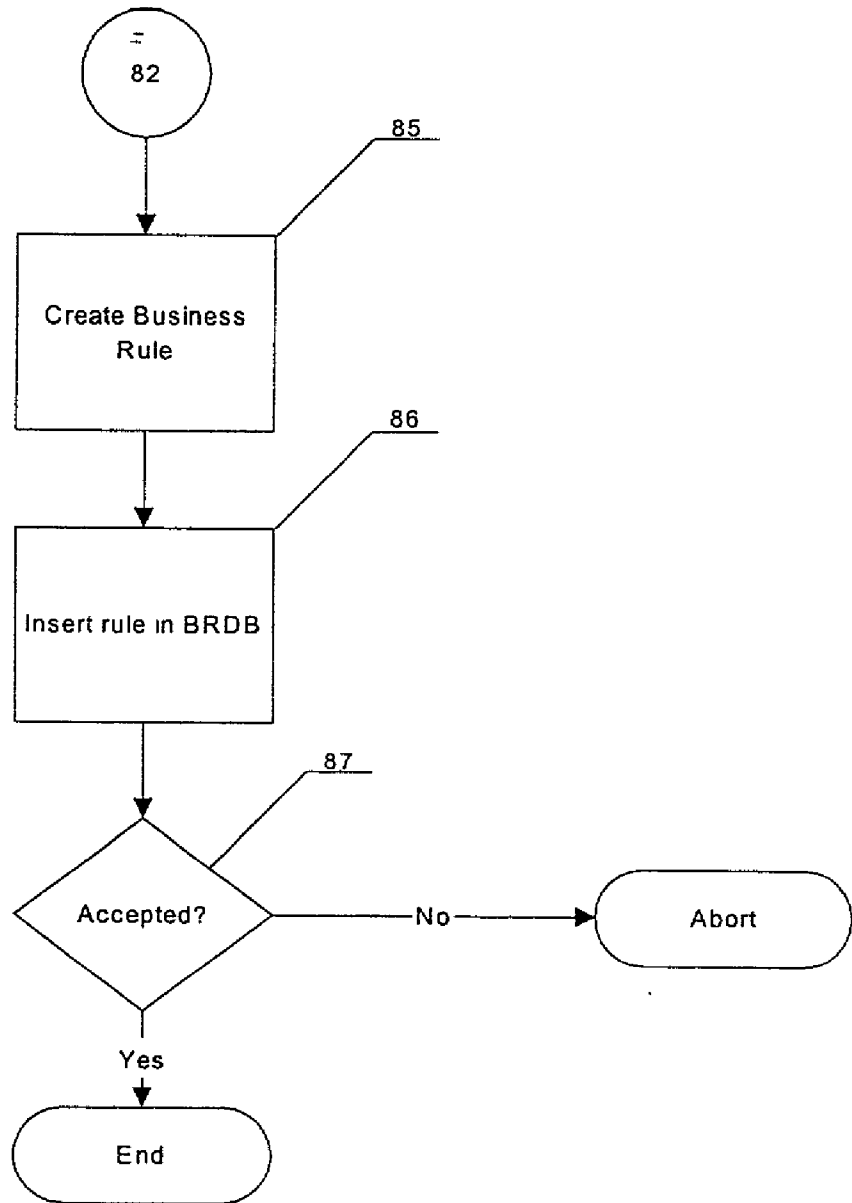 82
85
Create Business
Rule
86
Insert rule in BRDB
87
Accepted?
No
Abort
Yes
End